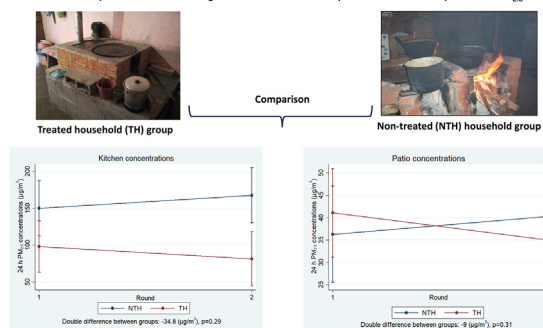 Comparison
Treated household (TH) group
Non-treated (NTH) household group
Kitchen concentrations
24 h PM2.5 concentrations (µg/m³)
200
150
100
50
1
2
Round
NTH
TH
Double difference between groups: -34.8 (µg/m³), p=0.29
Patio concentrations
24 h PM2.5 concentrations (µg/m³)
50
45
40
35
30
25
1
Round
NTH
TH
Double difference between groups: -9 (µg/m³), p=0.31